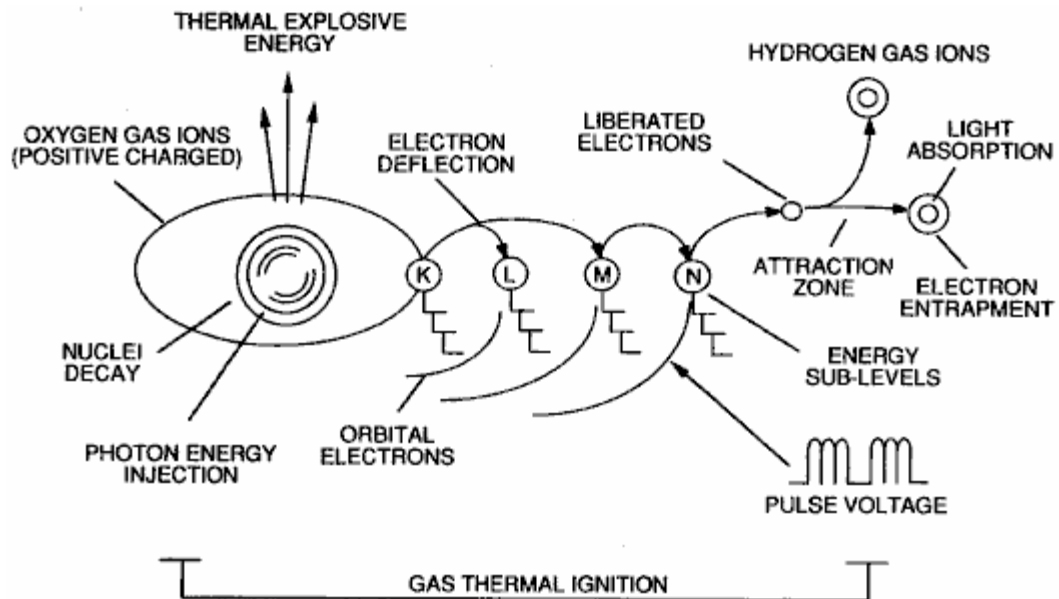 THERMAL EXPLOSIVE
ENERGY
HYDROGEN GAS IONS
OXYGEN GAS IONS
(POSITIVE CHARGED)
ELECTRON
DEFLECTION
LIBERATED
ELECTRONS
LIGHT
ABSORPTION
K
L
M
N
ATTRACTION
ZONE
ELECTRON
ENTRAPMENT
NUCLEI
DECAY
ENERGY
SUB-LEVELS
PHOTON ENERGY
INJECTION
ORBITAL
ELECTRONS
PULSE VOLTAGE
GAS THERMAL IGNITION